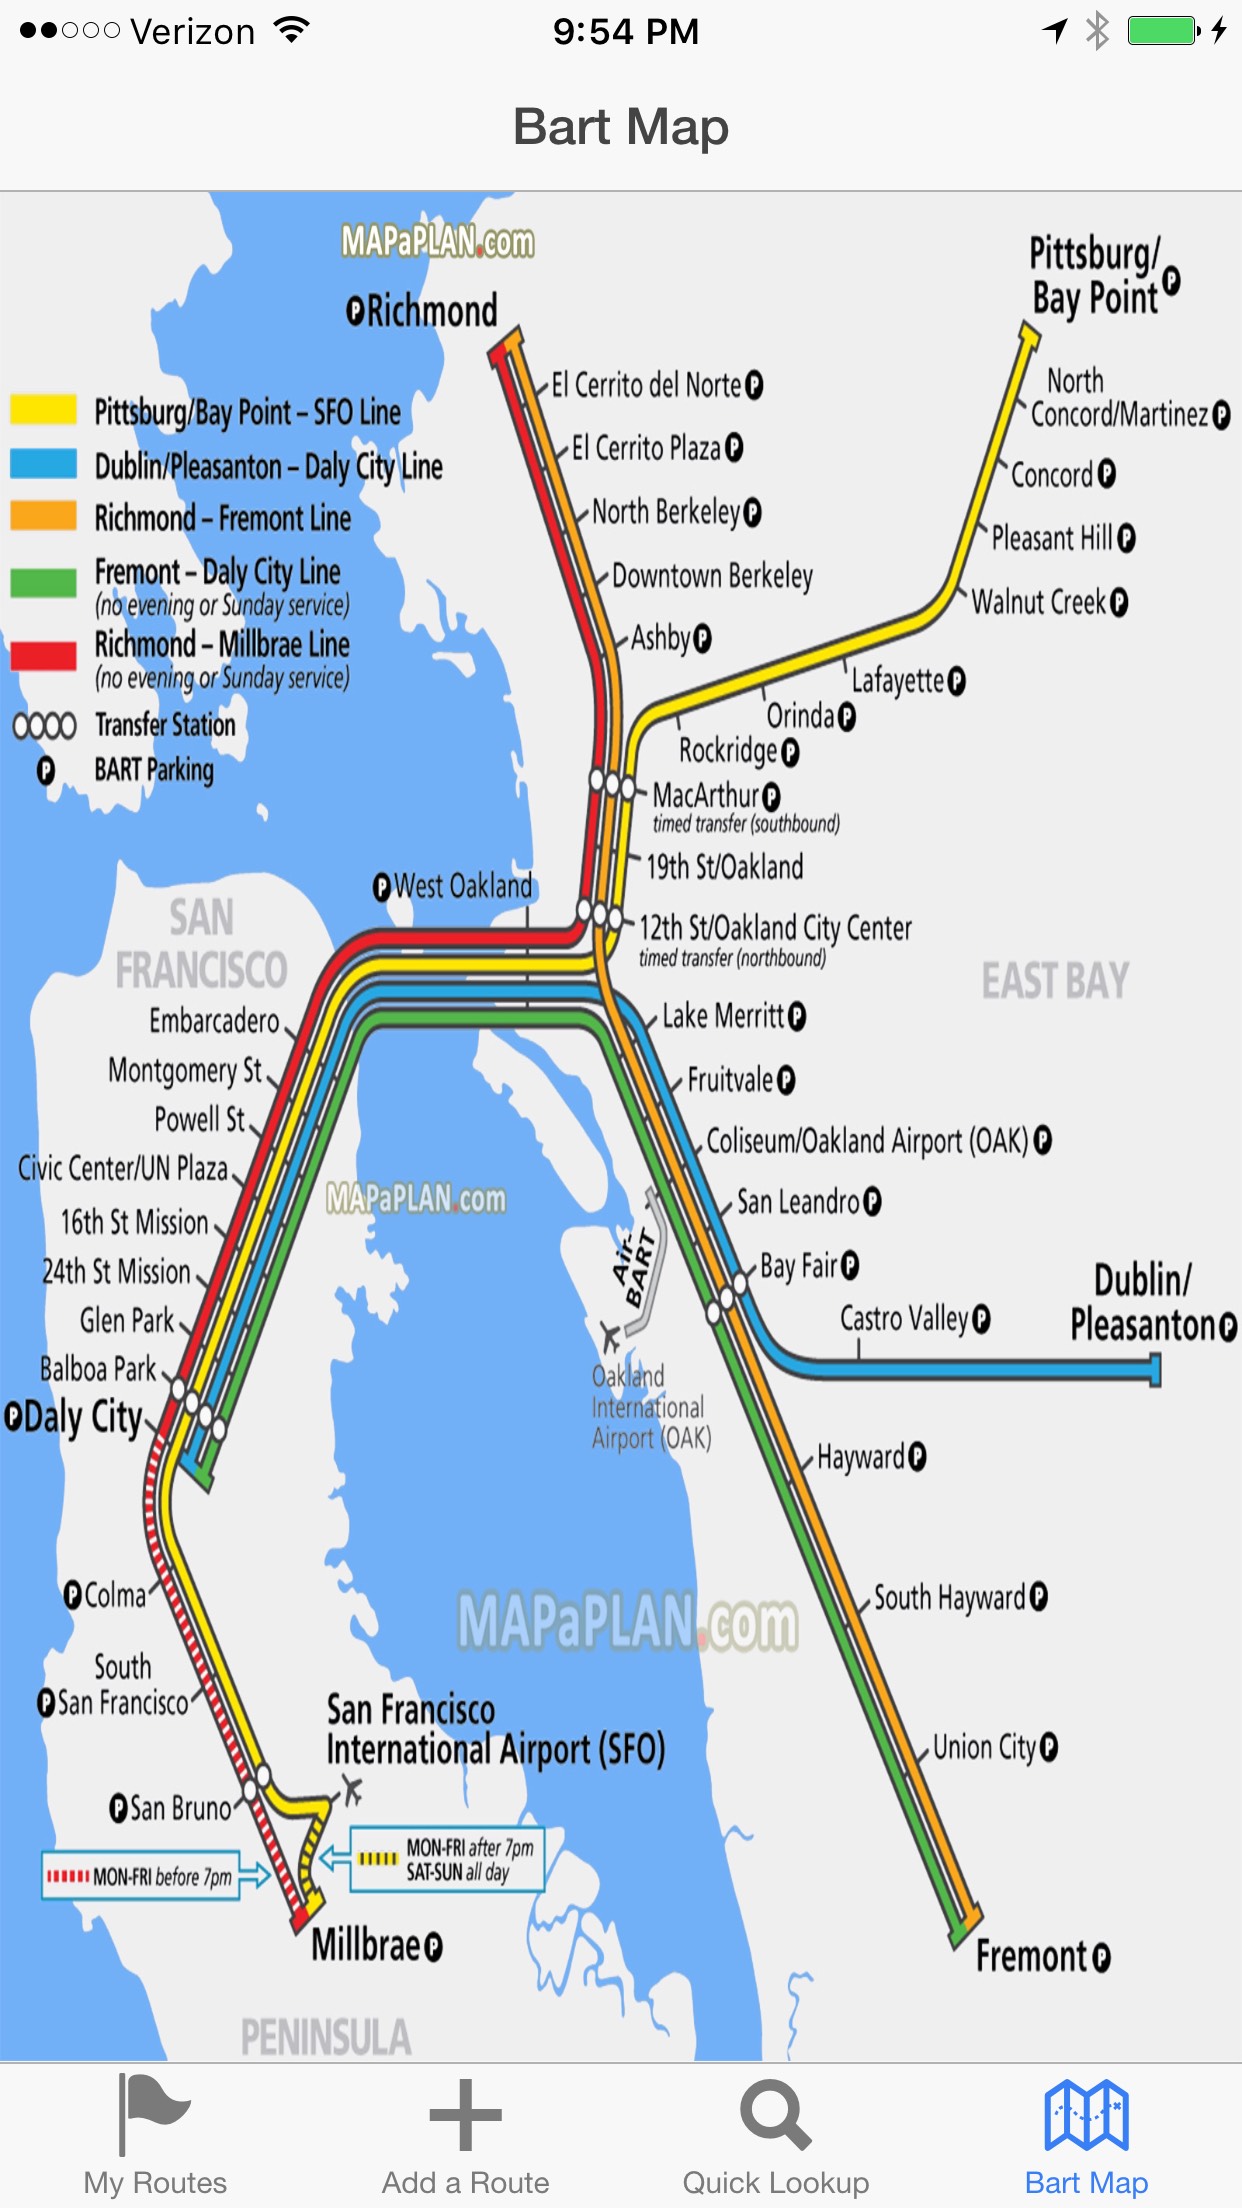 Verizon
9:54 PM
Bart Map
MAPaPLAN.com
Richmond
Pittsburg/
Bay Point
North
Concord/Martinez
Concord
Pleasant Hill
Walnut Creek
Lafayette
Orinda
Rockridge
El Cerrito del Norte
El Cerrito Plaza
North Berkeley
Downtown Berkeley
Ashby
Pittsburg/Bay Point – SFO Line
Dublin/Pleasanton – Daly City Line
Richmond – Fremont Line
Fremont – Daly City Line
(no evening or Sunday service)
Richmond – Millbrae Line
(no evening or Sunday service)
Transfer Station
P BART Parking
MacArthur
timed transfer (southbound)
19th St/Oakland
12th St/Oakland City Center
timed transfer (northbound)
West Oakland
SAN
FRANCISCO
EAST BAY
Embarcadero
Montgomery St
Powell St
Civic Center/UN Plaza
16th St Mission
24th St Mission
Glen Park
Balboa Park
Daly City
Lake Merritt
Fruitvale
Coliseum/Oakland Airport (OAK)
San Leandro
Bay Fair
Castro Valley
Dublin/
Pleasanton
MAPaPLAN.com
Air-
BART
Oakland
International
Airport (OAK)
Hayward
South Hayward
Union City
Fremont
Colma
South
San Francisco
San Bruno
MAPaPLAN.com
San Francisco
International Airport (SFO)
MON-FRI before 7pm
MON-FRI after 7pm
SAT-SUN all day
Millbrae
PENINSULA
My Routes
Add a Route
Quick Lookup
Bart Map